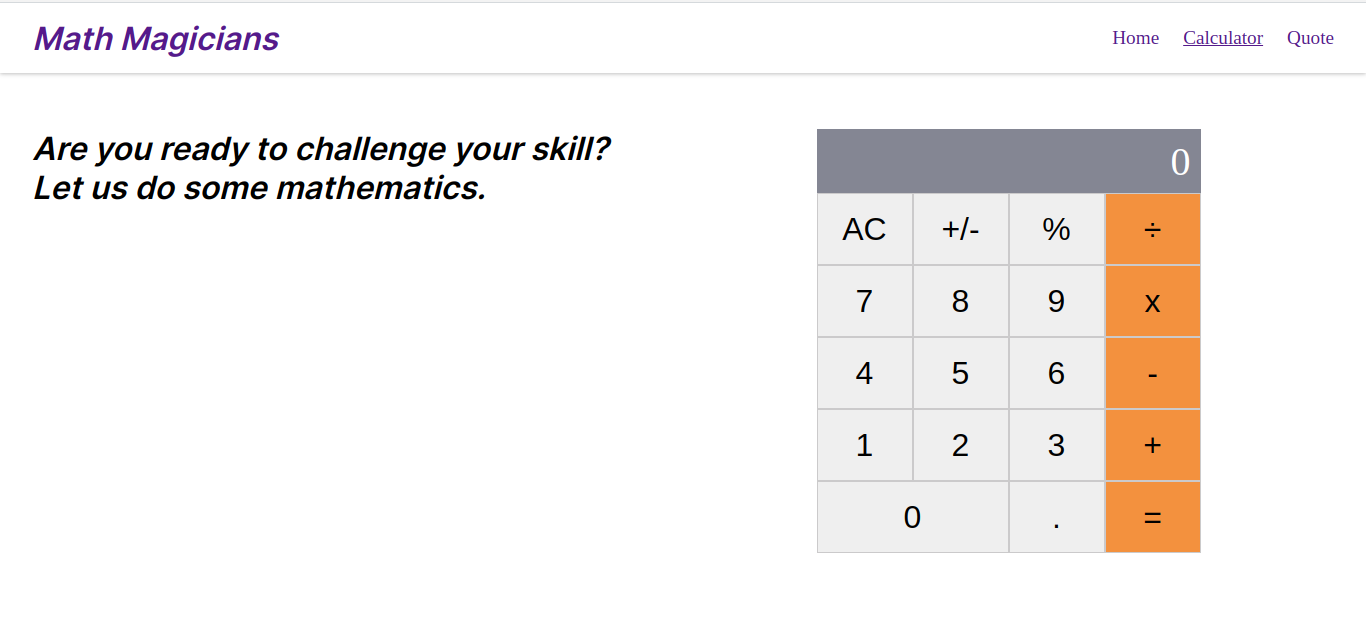 Math Magicians
Home Calculator Quote
Are you ready to challenge your skill?
Let us do some mathematics.
0
AC +/- % ÷
7 8 9 x
4 5 6 -
1 2 3 +
0 . =